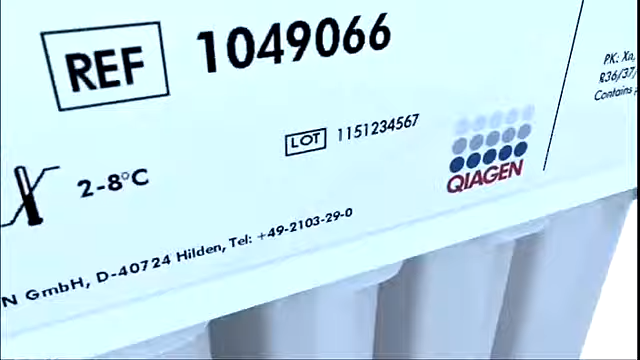 REF 1049066
LOT 1151234567
2-8°C
QIAGEN
N GmbH, D-40724 Hilden, Tel: +49-2103-29-0
PK: Xa,
R36/37/
Contains